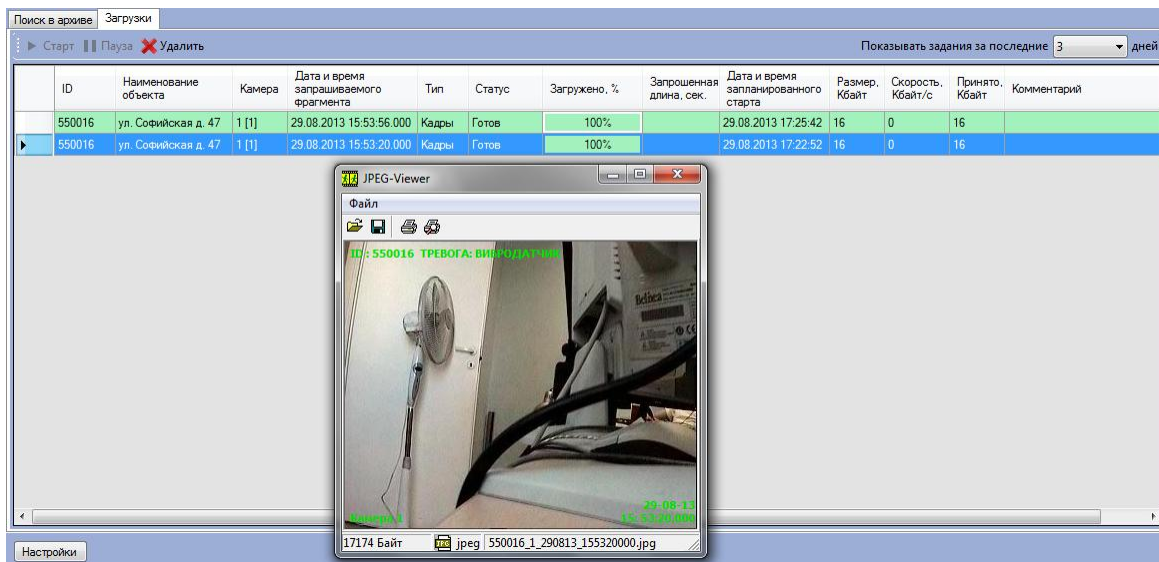 Поиск в архиве Загрузки
Старт Пауза Удалить Показывать задания за последние 3 дней
ID Наименование объекта Камера Дата и время запрашиваемого фрагмента Тип Статус Загружено, % Запрошенная длина, сек. Дата и время запланированного старта Размер, Кбайт Скорость, Кбайт/с Принято, Кбайт Комментарий
550016 ул. Софийская д. 47 1 [1] 29.08.2013 15:53:56.000 Кадры Готов 100% 29.08.2013 17:25:42 16 0 16
550016 ул. Софийская д. 47 1 [1] 29.08.2013 15:53:20.000 Кадры Готов 100% 29.08.2013 17:22:52 16 0 16
JPEG-Viewer
Файл
ID : 550016 ТРЕВОГА: ВИБРОДАТЧИК
Belinea
29-08-13
Камера 1 15:53:20,000
17174 Байт jpeg 550016_1_290813_155320000.jpg
Настройки